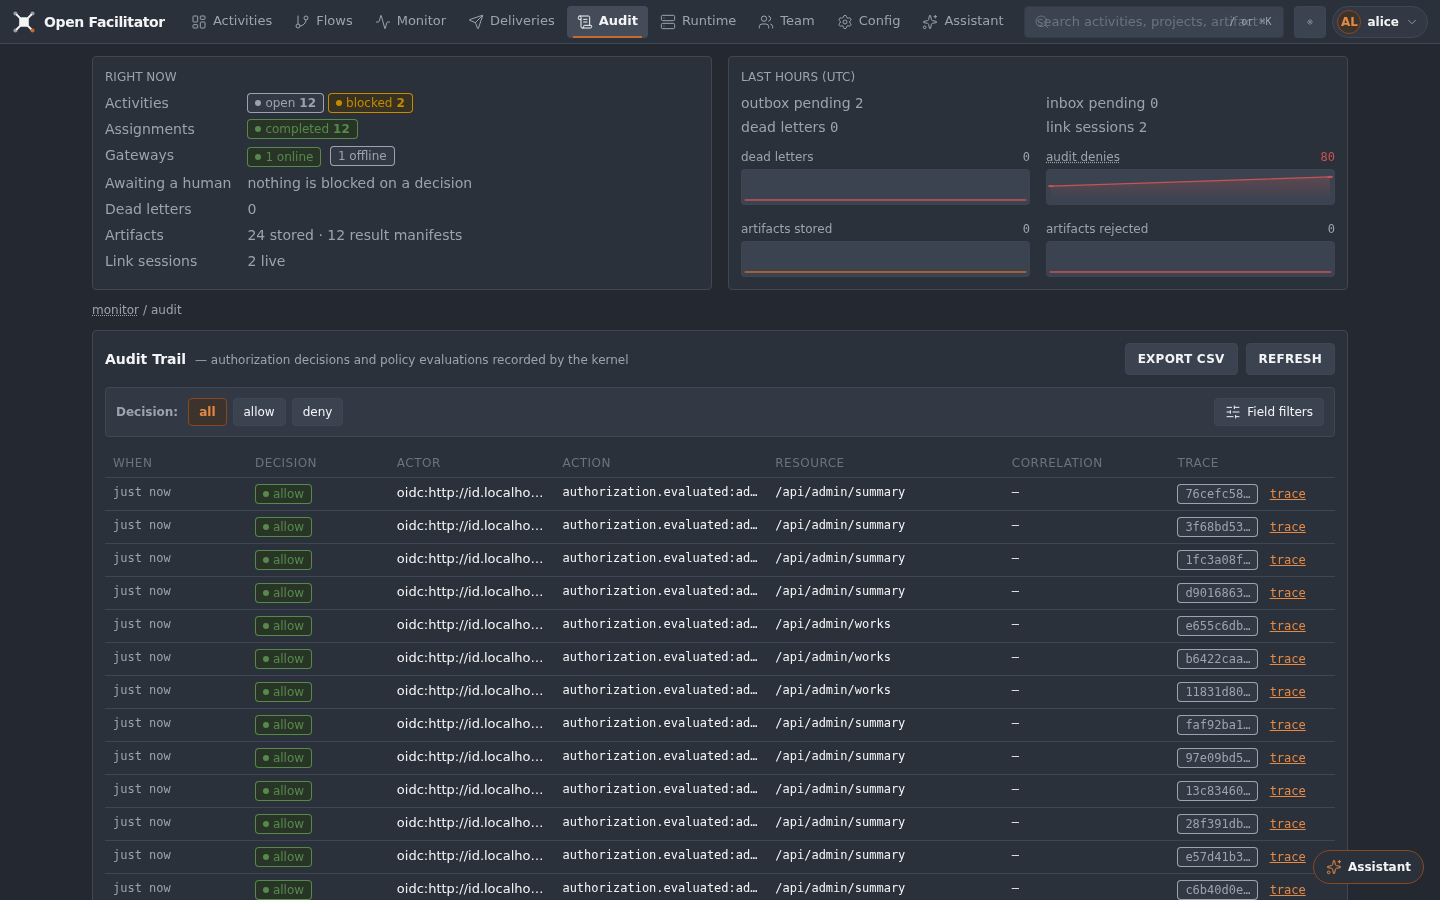 Open Facilitator Activities Flows Monitor Deliveries Audit Runtime Team Config Assistant alice
AL
RIGHT NOW
Activities open 12 blocked 2
Assignments completed 12
Gateways 1 online 1 offline
Awaiting a human nothing is blocked on a decision
Dead letters 0
Artifacts 24 stored · 12 result manifests
Link sessions 2 live
LAST HOURS (UTC)
outbox pending 2 inbox pending 0
dead letters 0 link sessions 2
dead letters 0 audit denies 80
artifacts stored 0 artifacts rejected 0
monitor / audit
Audit Trail — authorization decisions and policy evaluations recorded by the kernel EXPORT CSV REFRESH
Decision: all allow deny Field filters
WHEN DECISION ACTOR ACTION RESOURCE CORRELATION TRACE
just now allow oidc:http://id.localho… authorization.evaluated:ad… /api/admin/summary — 76cefc58… trace
just now allow oidc:http://id.localho… authorization.evaluated:ad… /api/admin/summary — 3f68bd53… trace
just now allow oidc:http://id.localho… authorization.evaluated:ad… /api/admin/summary — 1fc3a08f… trace
just now allow oidc:http://id.localho… authorization.evaluated:ad… /api/admin/summary — d9016863… trace
just now allow oidc:http://id.localho… authorization.evaluated:ad… /api/admin/works — e655c6db… trace
just now allow oidc:http://id.localho… authorization.evaluated:ad… /api/admin/works — b6422caa… trace
just now allow oidc:http://id.localho… authorization.evaluated:ad… /api/admin/works — 11831d80… trace
just now allow oidc:http://id.localho… authorization.evaluated:ad… /api/admin/summary — faf92ba1… trace
just now allow oidc:http://id.localho… authorization.evaluated:ad… /api/admin/summary — 97e09bd5… trace
just now allow oidc:http://id.localho… authorization.evaluated:ad… /api/admin/summary — 13c83460… trace
just now allow oidc:http://id.localho… authorization.evaluated:ad… /api/admin/summary — 28f391db… trace
just now allow oidc:http://id.localho… authorization.evaluated:ad… /api/admin/summary — e57d41b3… trace
just now allow oidc:http://id.localho… authorization.evaluated:ad… /api/admin/summary — c6b40d0e… trace
Assistant